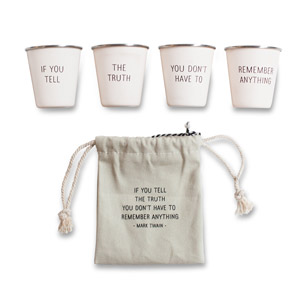 IF YOU
TELL
THE
TRUTH
YOU DON'T
HAVE TO
REMEMBER
ANYTHING
IF YOU TELL
THE TRUTH
YOU DON'T HAVE TO
REMEMBER ANYTHING
- MARK TWAIN -